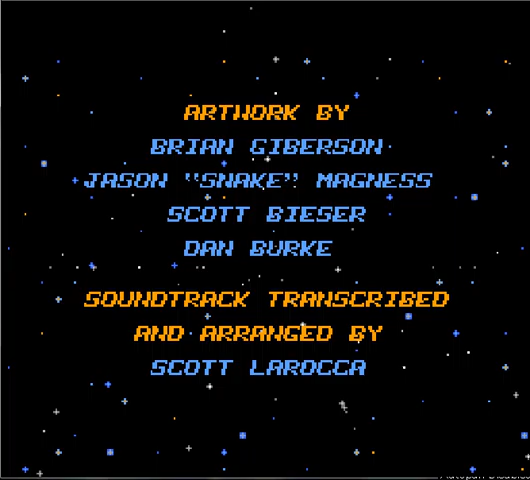 ARTWORK BY
BRIAN GIBERSON
JASON "SNAKE" MAGNESS
SCOTT BIESER
DAN BURKE
SOUNDTRACK TRANSCRIBED
AND ARRANGED BY
SCOTT LAROCCA